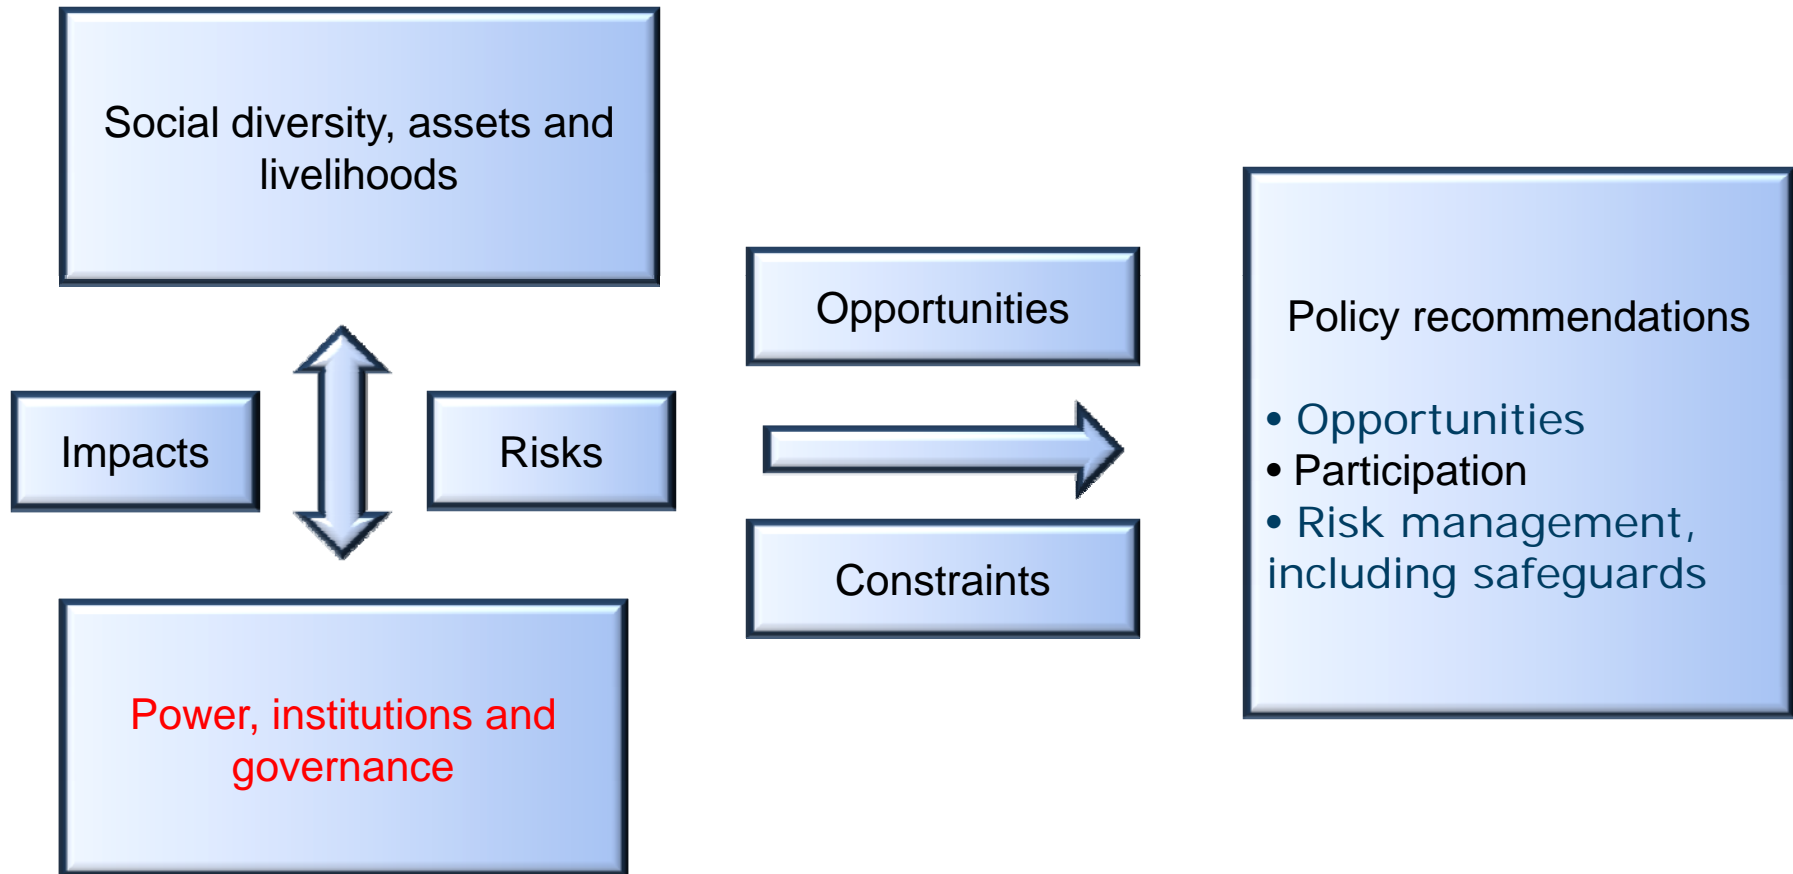 Social diversity, assets and
livelihoods
Impacts
Risks
Power, institutions and
governance
Opportunities
Constraints
Policy recommendations
• Opportunities
• Participation
• Risk management,
including safeguards